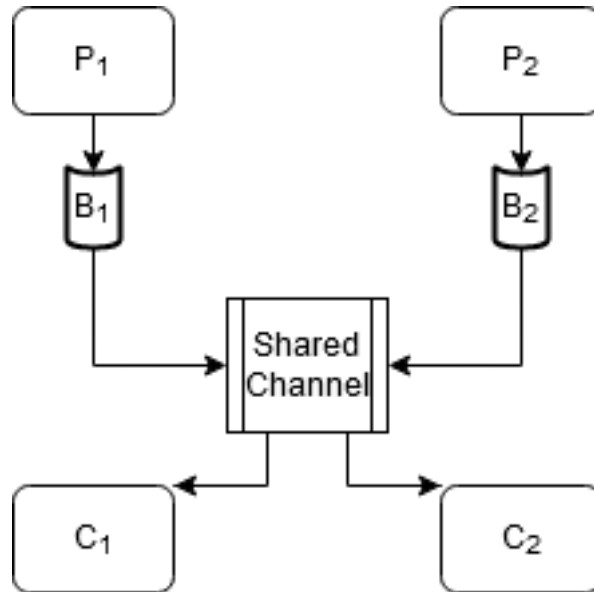 P₁
P₂
B₁
B₂
Shared
Channel
C₁
C₂